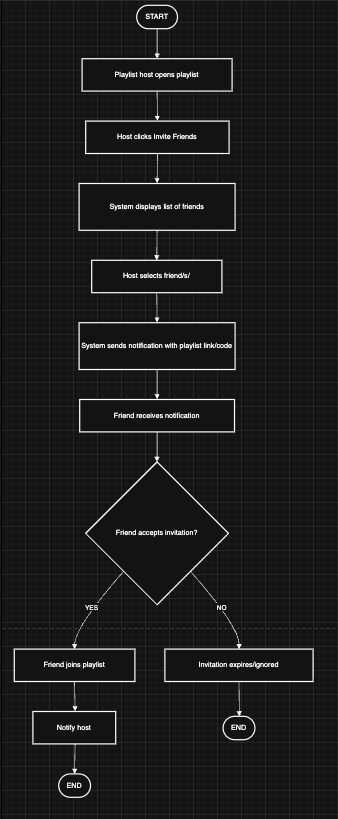 START
Playlist host opens playlist
Host clicks Invite Friends
System displays list of friends
Host selects friend/s/
System sends notification with playlist link/code
Friend receives notification
Friend accepts invitation?
YES
NO
Friend joins playlist
Invitation expires/ignored
Notify host
END
END